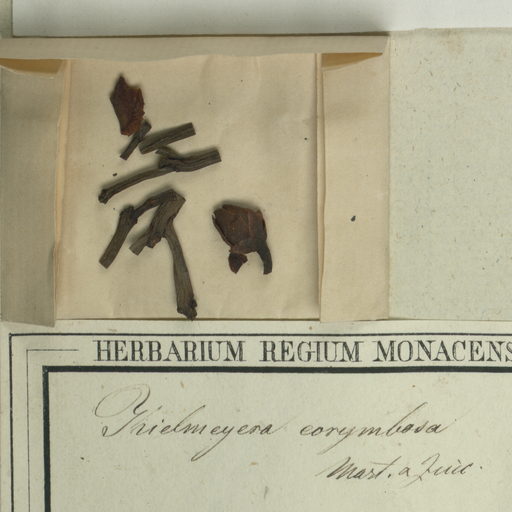 HERBARIUM REGIUM MONACENS
Kielmeyera corymbosa
Mart. a Zucc.